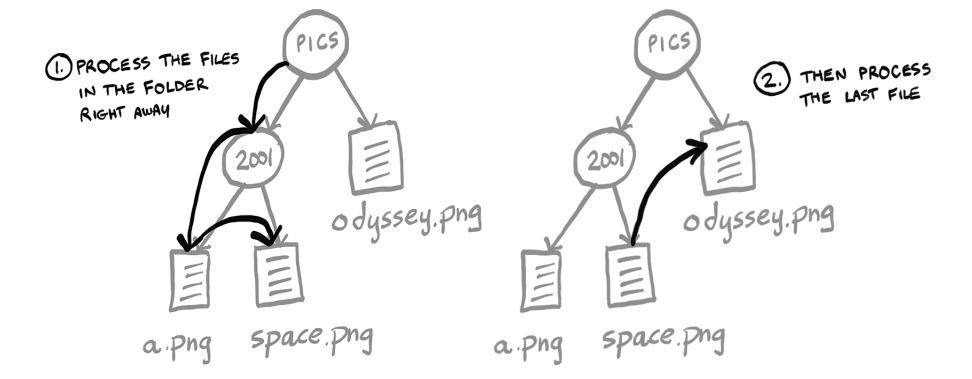 PICS
1. PROCESS THE FILES
IN THE FOLDER
RIGHT AWAY
2001
odyssey.png
a.png
space.png
PICS
2. THEN PROCESS
THE LAST FILE
2001
odyssey.png
a.png
space.png